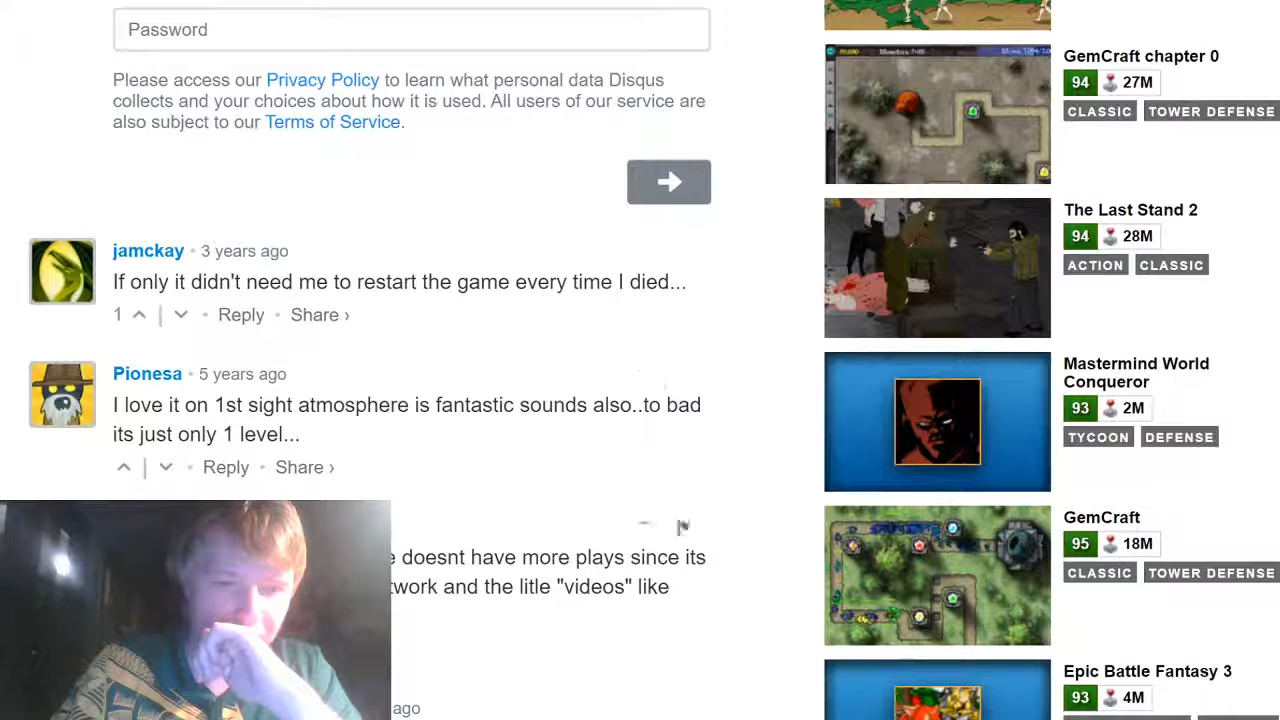 Password
Please access our Privacy Policy to learn what personal data Disqus
collects and your choices about how it is used. All users of our service are
also subject to our Terms of Service.
jamckay • 3 years ago
If only it didn't need me to restart the game every time I died...
1 • Reply • Share ›
Pionesa • 5 years ago
I love it on 1st sight atmosphere is fantastic sounds also..to bad
its just only 1 level...
• Reply • Share ›
e doesnt have more plays since its
twork and the litle "videos" like
ago
GemCraft chapter 0
94 27M
CLASSIC TOWER DEFENSE
The Last Stand 2
94 28M
ACTION CLASSIC
Mastermind World
Conqueror
93 2M
TYCOON DEFENSE
GemCraft
95 18M
CLASSIC TOWER DEFENSE
Epic Battle Fantasy 3
93 4M